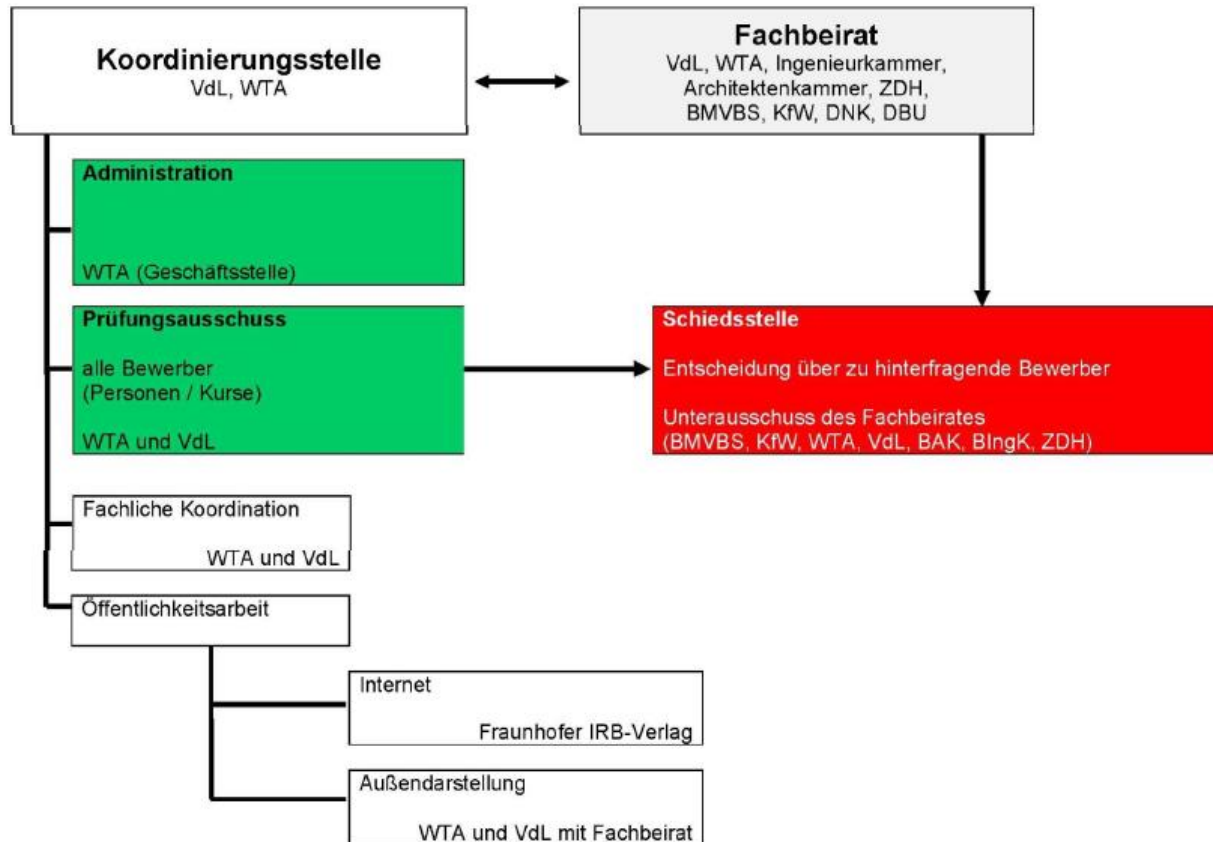 Koordinierungsstelle
VdL, WTA
Fachbeirat
VdL, WTA, Ingenieurkammer,
Architektenkammer, ZDH,
BMVBS, KfW, DNK, DBU
Administration
WTA (Geschäftsstelle)
Prüfungsausschuss
alle Bewerber
(Personen / Kurse)
WTA und VdL
Schiedsstelle
Entscheidung über zu hinterfragende Bewerber
Unterausschuss des Fachbeirates
(BMVBS, KfW, WTA, VdL, BAK, BIngK, ZDH)
Fachliche Koordination
WTA und VdL
Öffentlichkeitsarbeit
Internet
Fraunhofer IRB-Verlag
Außendarstellung
WTA und VdL mit Fachbeirat